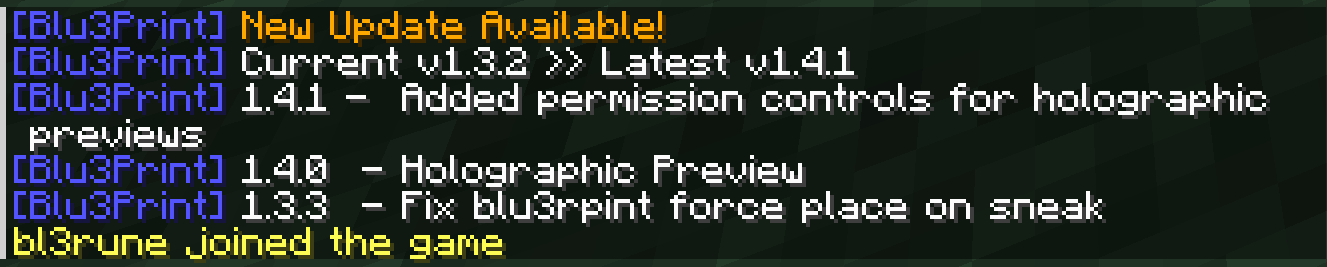 [Blu3Print] New Update Available!
[Blu3Print] Current v1.3.2 >> Latest v1.4.1
[Blu3Print] 1.4.1 - Added permission controls for holographic
previews
[Blu3Print] 1.4.0 - Holographic Preview
[Blu3Print] 1.3.3 - Fix blu3rpint force place on sneak
bl3rune joined the game